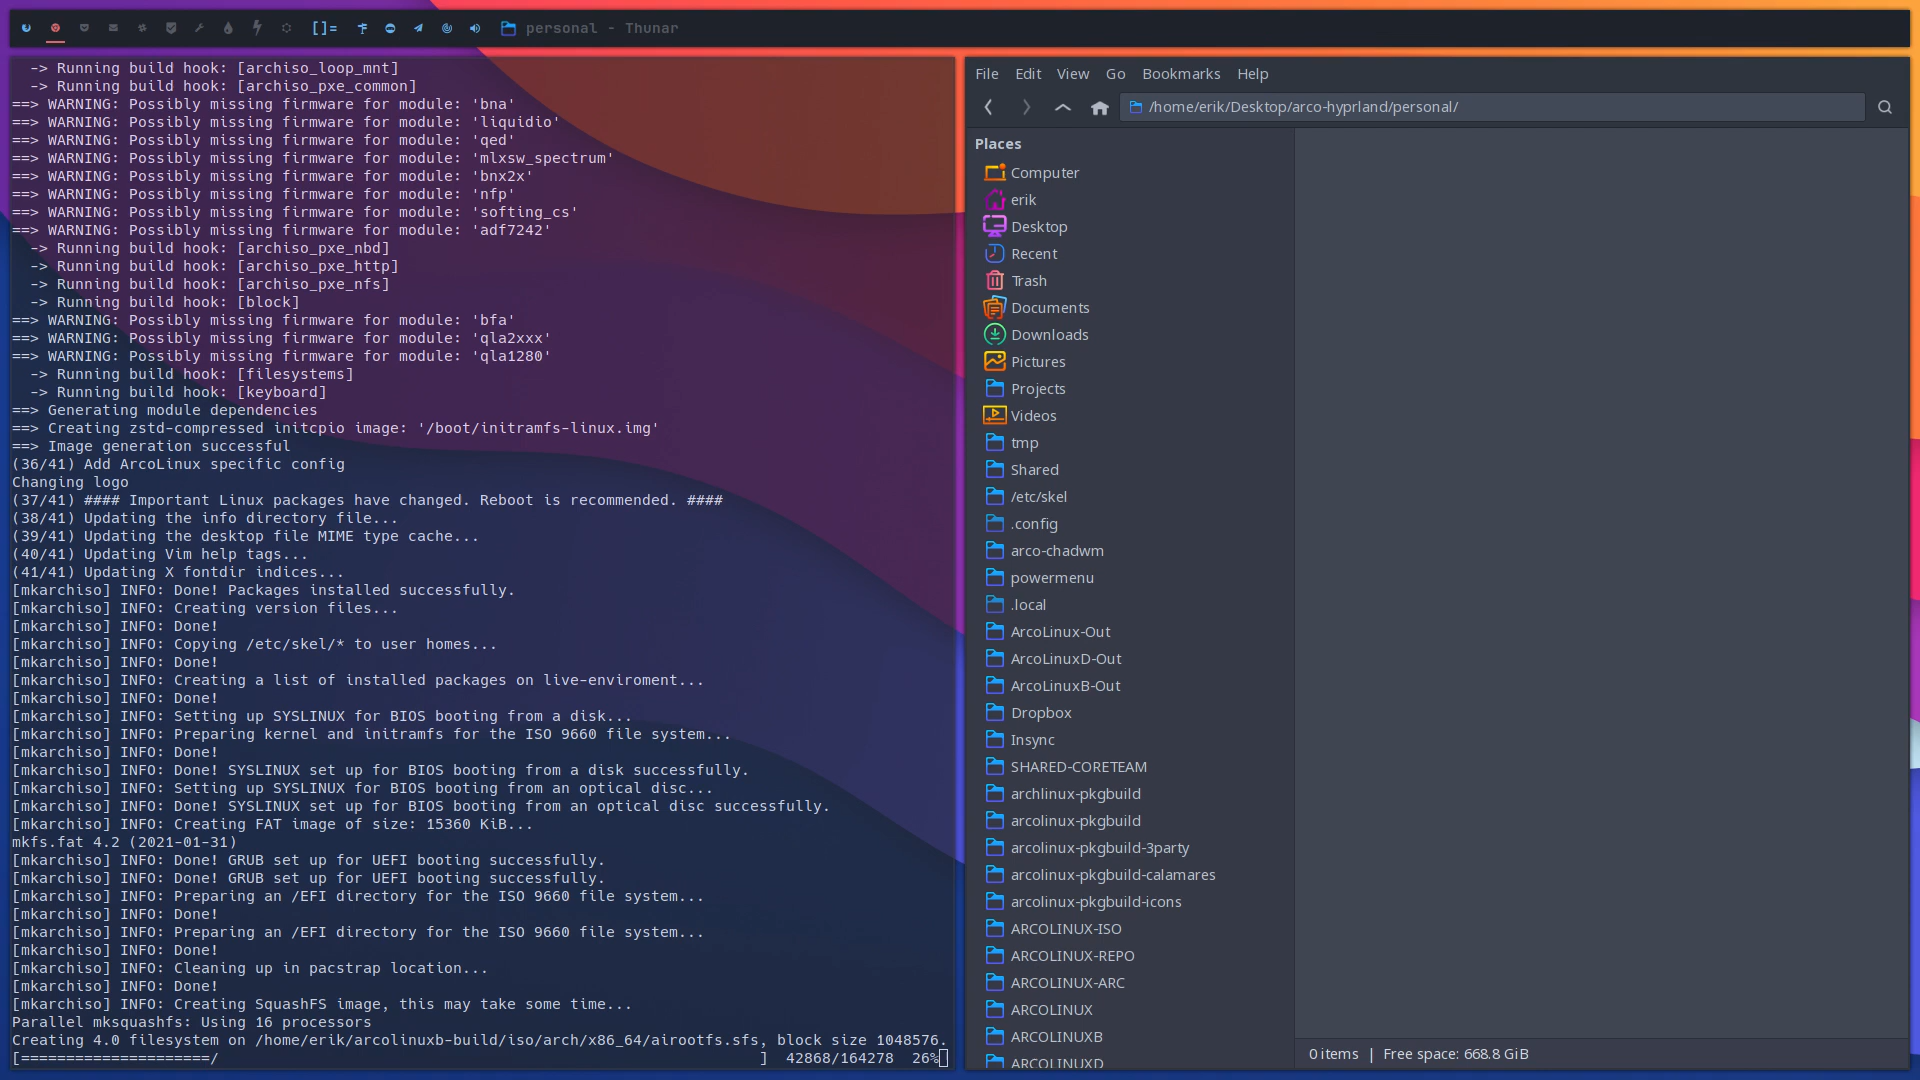 []=
personal - Thunar
-> Running build hook: [archiso_loop_mnt]
-> Running build hook: [archiso_pxe_common]
==> WARNING: Possibly missing firmware for module: 'bna'
==> WARNING: Possibly missing firmware for module: 'liquidio'
==> WARNING: Possibly missing firmware for module: 'qed'
==> WARNING: Possibly missing firmware for module: 'mlxsw_spectrum'
==> WARNING: Possibly missing firmware for module: 'bnx2x'
==> WARNING: Possibly missing firmware for module: 'nfp'
==> WARNING: Possibly missing firmware for module: 'softing_cs'
==> WARNING: Possibly missing firmware for module: 'adf7242'
-> Running build hook: [archiso_pxe_nbd]
-> Running build hook: [archiso_pxe_http]
-> Running build hook: [archiso_pxe_nfs]
-> Running build hook: [block]
==> WARNING: Possibly missing firmware for module: 'bfa'
==> WARNING: Possibly missing firmware for module: 'qla2xxx'
==> WARNING: Possibly missing firmware for module: 'qla1280'
-> Running build hook: [filesystems]
-> Running build hook: [keyboard]
==> Generating module dependencies
==> Creating zstd-compressed initcpio image: '/boot/initramfs-linux.img'
==> Image generation successful
(36/41) Add ArcoLinux specific config
Changing logo
(37/41) #### Important Linux packages have changed. Reboot is recommended. ####
(38/41) Updating the info directory file...
(39/41) Updating the desktop file MIME type cache...
(40/41) Updating Vim help tags...
(41/41) Updating X fontdir indices...
[mkarchiso] INFO: Done! Packages installed successfully.
[mkarchiso] INFO: Creating version files...
[mkarchiso] INFO: Done!
[mkarchiso] INFO: Copying /etc/skel/* to user homes...
[mkarchiso] INFO: Done!
[mkarchiso] INFO: Creating a list of installed packages on live-enviroment...
[mkarchiso] INFO: Done!
[mkarchiso] INFO: Setting up SYSLINUX for BIOS booting from a disk...
[mkarchiso] INFO: Preparing kernel and initramfs for the ISO 9660 file system...
[mkarchiso] INFO: Done!
[mkarchiso] INFO: Done! SYSLINUX set up for BIOS booting from a disk successfully.
[mkarchiso] INFO: Setting up SYSLINUX for BIOS booting from an optical disc...
[mkarchiso] INFO: Done! SYSLINUX set up for BIOS booting from an optical disc successfully.
[mkarchiso] INFO: Creating FAT image of size: 15360 KiB...
mkfs.fat 4.2 (2021-01-31)
[mkarchiso] INFO: Done! GRUB set up for UEFI booting successfully.
[mkarchiso] INFO: Done! GRUB set up for UEFI booting successfully.
[mkarchiso] INFO: Preparing an /EFI directory for the ISO 9660 file system...
[mkarchiso] INFO: Done!
[mkarchiso] INFO: Preparing an /EFI directory for the ISO 9660 file system...
[mkarchiso] INFO: Done!
[mkarchiso] INFO: Cleaning up in pacstrap location...
[mkarchiso] INFO: Done!
[mkarchiso] INFO: Creating SquashFS image, this may take some time...
Parallel mksquashfs: Using 16 processors
Creating 4.0 filesystem on /home/erik/arcolinuxb-build/iso/arch/x86_64/airootfs.sfs, block size 1048576.
[=====================/ ] 42868/164278 26%
File Edit View Go Bookmarks Help
/home/erik/Desktop/arco-hyprland/personal/
Places
Computer
erik
Desktop
Recent
Trash
Documents
Downloads
Pictures
Projects
Videos
tmp
Shared
/etc/skel
.config
arco-chadwm
powermenu
.local
ArcoLinux-Out
ArcoLinuxD-Out
ArcoLinuxB-Out
Dropbox
Insync
SHARED-CORETEAM
archlinux-pkgbuild
arcolinux-pkgbuild
arcolinux-pkgbuild-3party
arcolinux-pkgbuild-calamares
arcolinux-pkgbuild-icons
ARCOLINUX-ISO
ARCOLINUX-REPO
ARCOLINUX-ARC
ARCOLINUX
ARCOLINUXB
ARCOLINUXD
0 items | Free space: 668.8 GiB